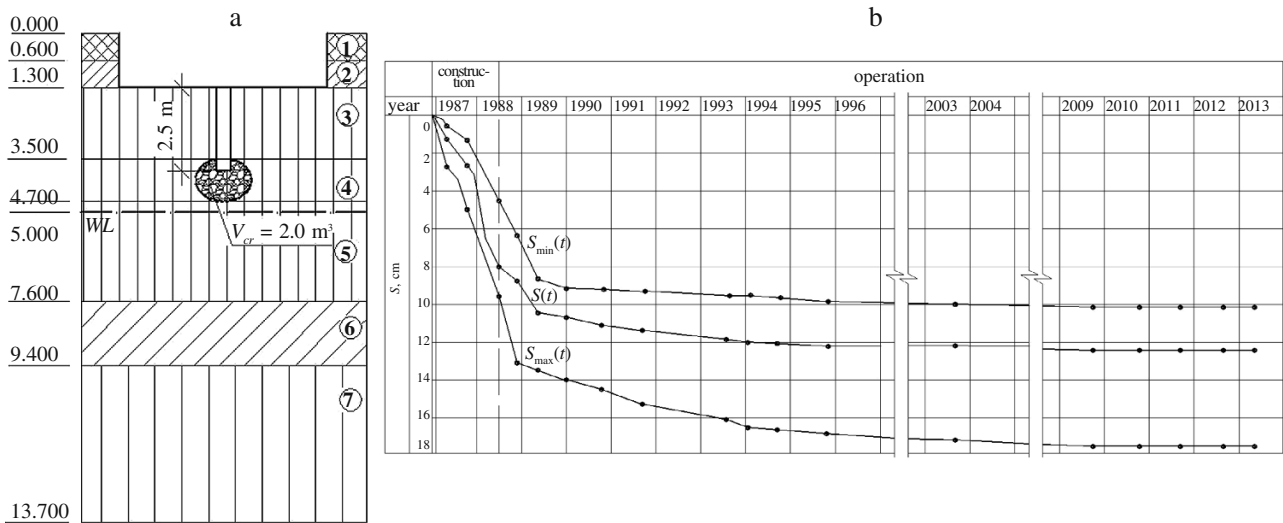 a
0.000
0.600
1.300
3.500
4.700
5.000
7.600
9.400
13.700
1
2
3
4
5
6
7
2.5 m
WL
V_cr = 2.0 m³
b
construc-
tion
operation
year 1987 1988 1989 1990 1991 1992 1993 1994 1995 1996 2003 2004 2009 2010 2011 2012 2013
S, cm
0
2
4
6
8
10
12
14
16
18
S_min(t)
S(t)
S_max(t)